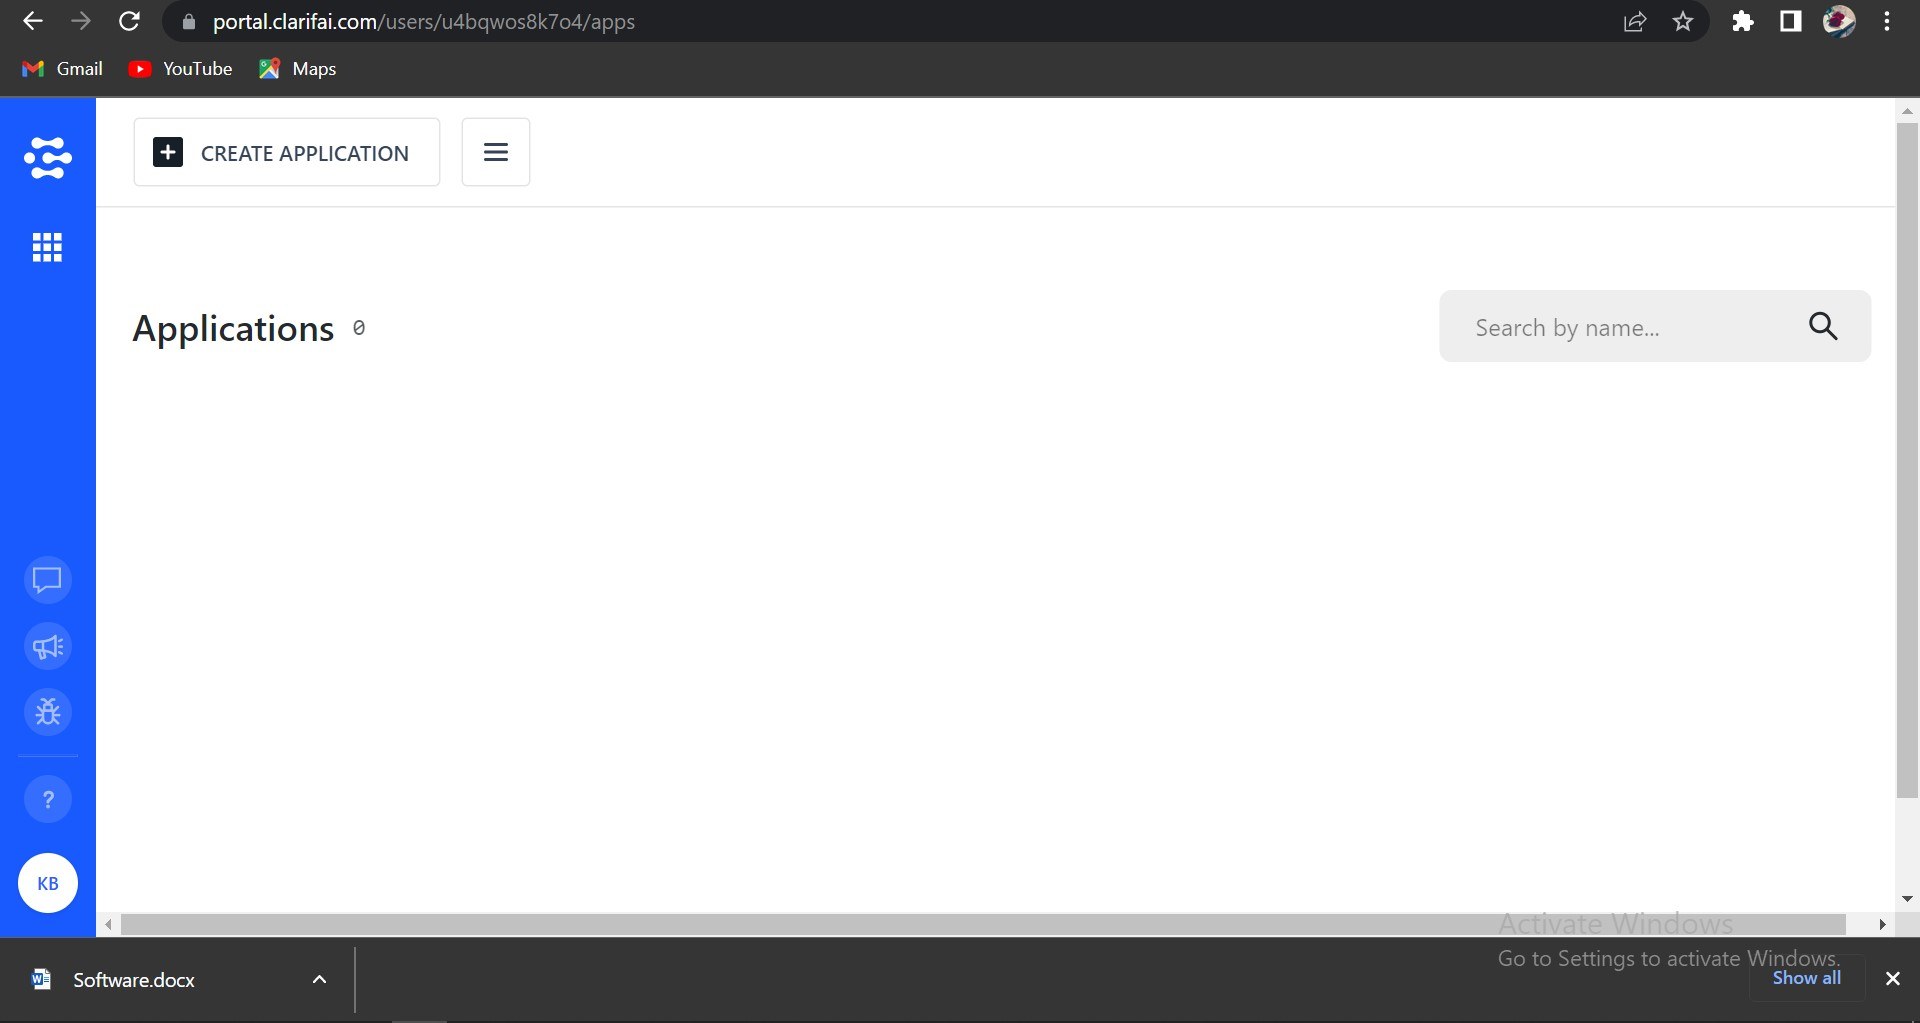 portal.clarifai.com/users/u4bqwos8k7o4/apps
Gmail YouTube Maps
CREATE APPLICATION
Applications 0
Search by name...
?
KB
Activate Windows
Go to Settings to activate Windows.
Software.docx
Show all